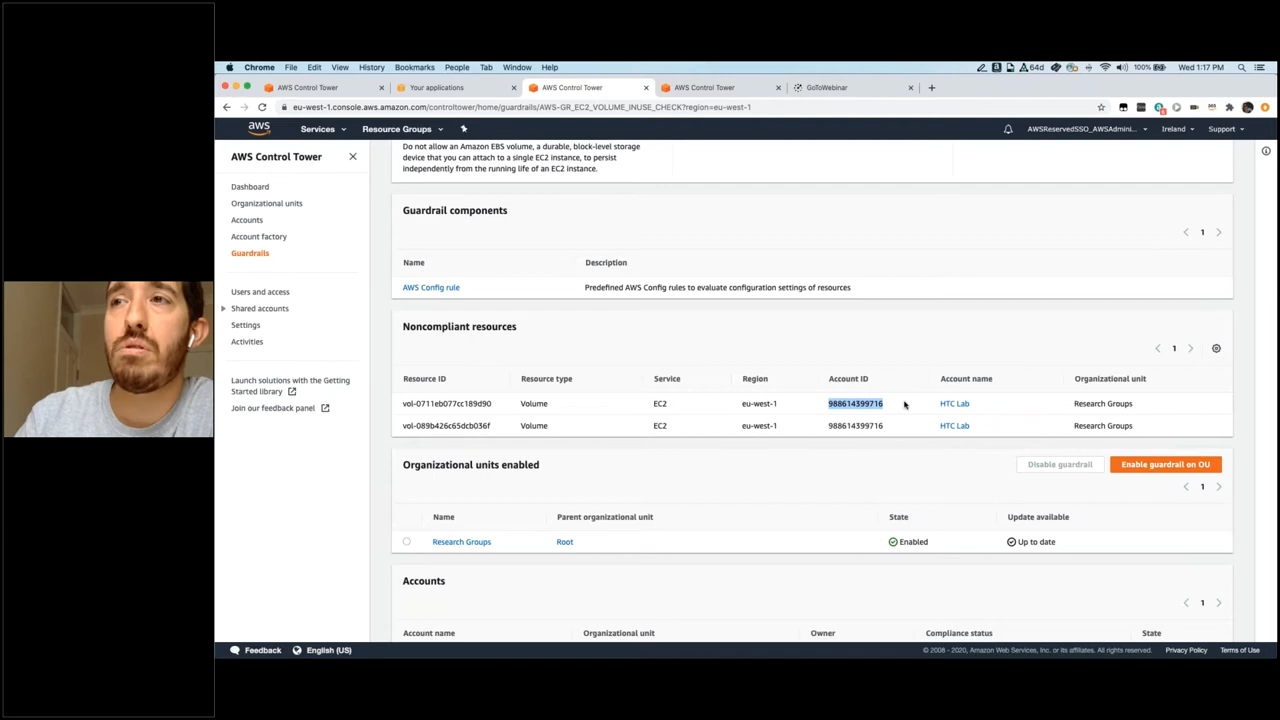 Chrome File Edit View History Bookmarks People Tab Window Help 64d 100% Wed 1:17 PM
AWS Control Tower Your applications AWS Control Tower AWS Control Tower GoToWebinar
eu-west-1.console.aws.amazon.com/controltower/home/guardrails/AWS-GR_EC2_VOLUME_INUSE_CHECK?region=eu-west-1
aws Services Resource Groups AWSReservedSSO_AWSAdmini... Ireland Support
AWS Control Tower
Dashboard
Organizational units
Accounts
Account factory
Guardrails
Users and access
Shared accounts
Settings
Activities
Launch solutions with the Getting
Started library
Join our feedback panel
Do not allow an Amazon EBS volume, a durable, block-level storage
device that you can attach to a single EC2 instance, to persist
independently from the running life of an EC2 instance.
Guardrail components
1
Name Description
AWS Config rule Predefined AWS Config rules to evaluate configuration settings of resources
Noncompliant resources
1
Resource ID Resource type Service Region Account ID Account name Organizational unit
vol-0711eb077cc189d90 Volume EC2 eu-west-1 988614399716 HTC Lab Research Groups
vol-089b426c65dcb036f Volume EC2 eu-west-1 988614399716 HTC Lab Research Groups
Organizational units enabled Disable guardrail Enable guardrail on OU
1
Name Parent organizational unit State Update available
Research Groups Root Enabled Up to date
Accounts
1
Account name Organizational unit Owner Compliance status State
Feedback English (US) © 2008 - 2020, Amazon Web Services, Inc. or its affiliates. All rights reserved. Privacy Policy Terms of Use